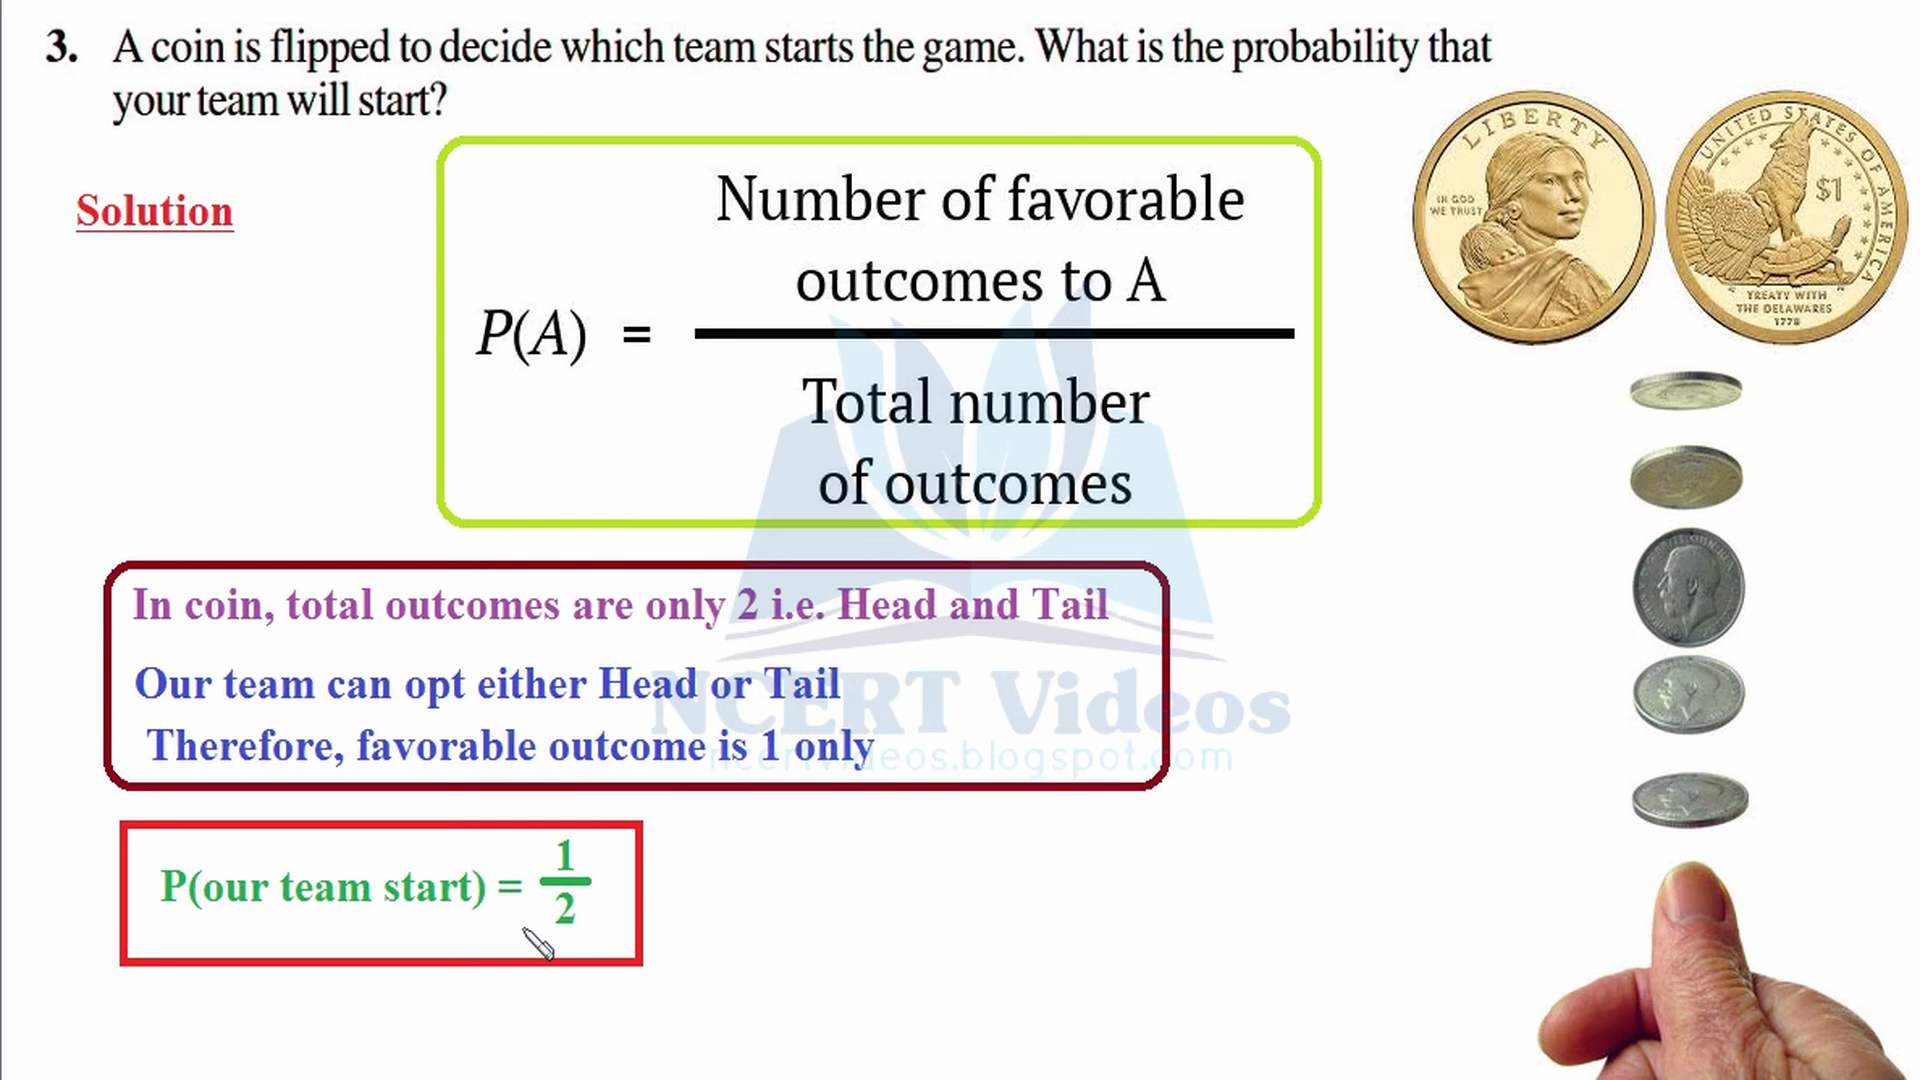 3. A coin is flipped to decide which team starts the game. What is the probability that
your team will start?
Solution
Number of favorable
outcomes to A
P(A) =
Total number
of outcomes
LIBERTY
IN GOD
WE TRUST
UNITED STATES OF AMERICA
$1
TREATY WITH
THE DELAWARES
1778
In coin, total outcomes are only 2 i.e. Head and Tail
Our team can opt either Head or Tail
Therefore, favorable outcome is 1 only
NCERT Videos
ncertvideos.blogspot.com
P(our team start) = 1
2